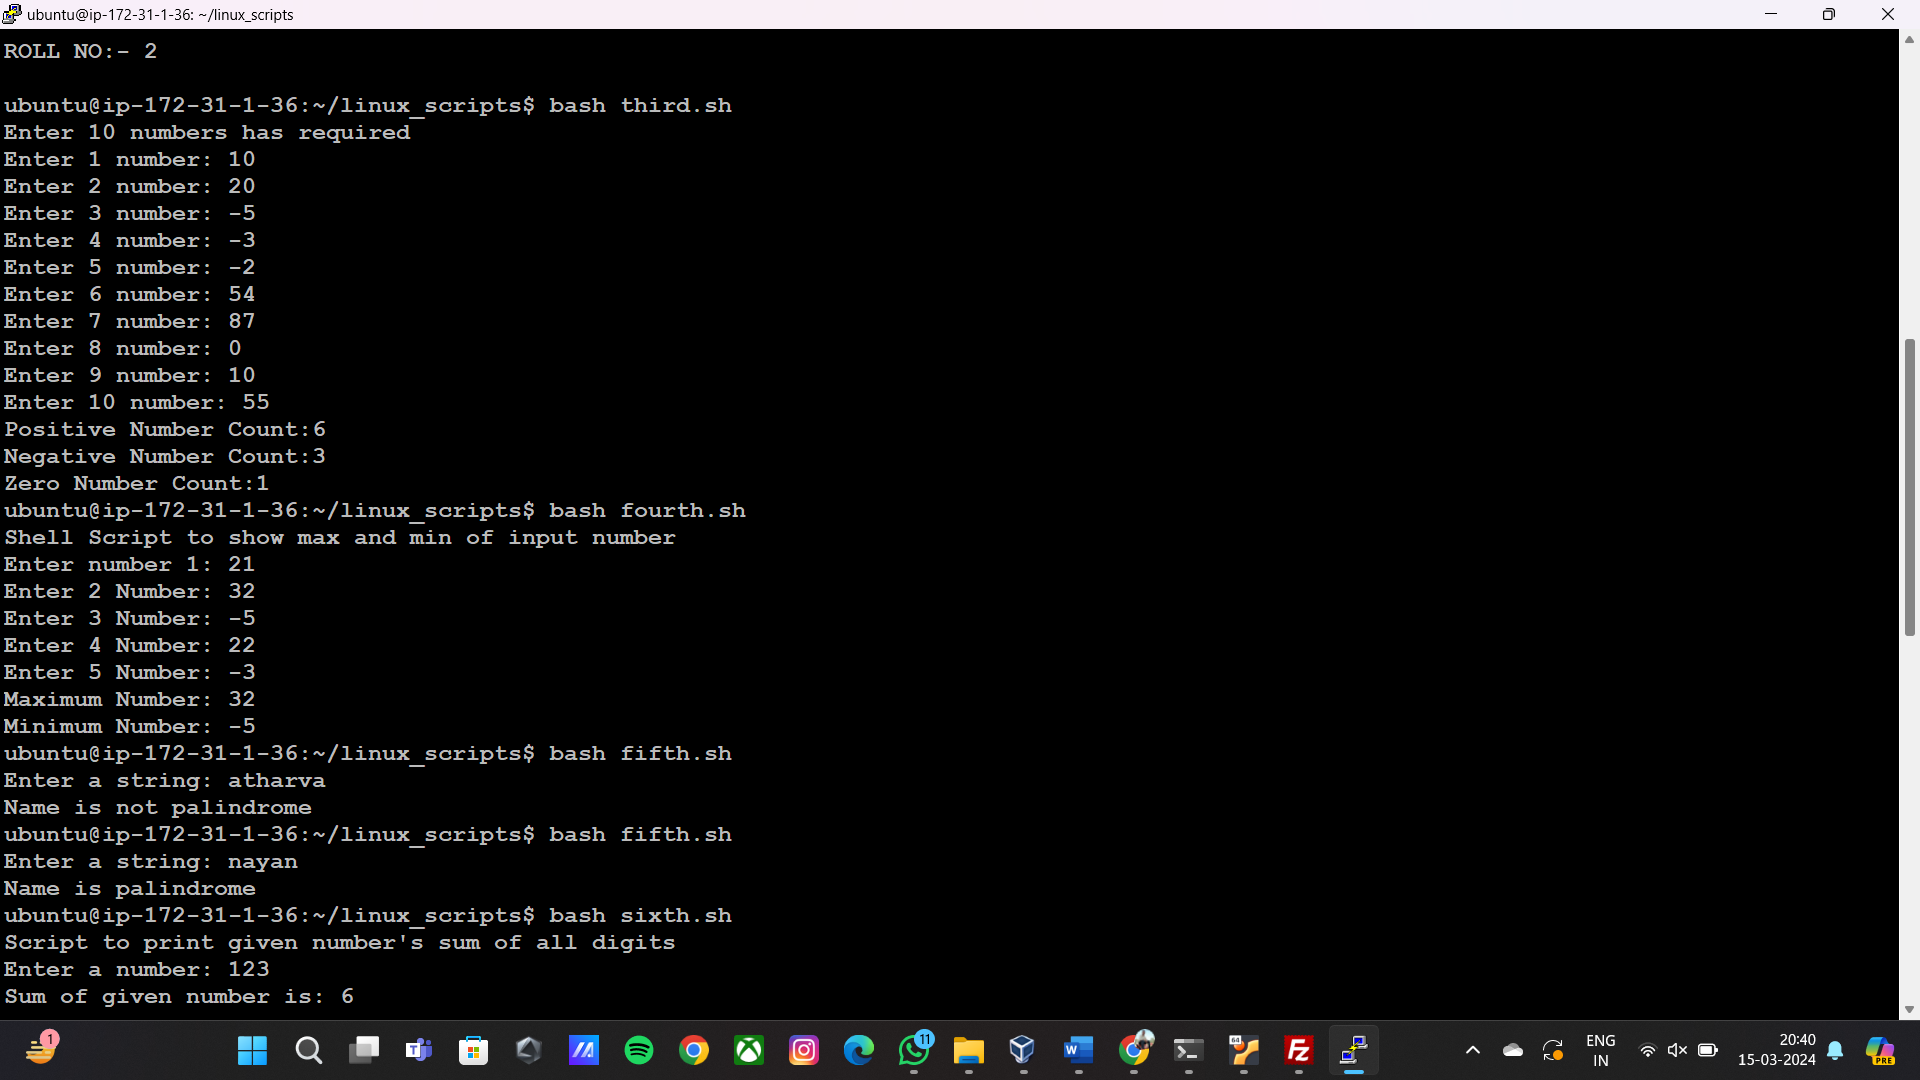 ubuntu@ip-172-31-1-36: ~/linux_scripts
ROLL NO:- 2
ubuntu@ip-172-31-1-36:~/linux_scripts$ bash third.sh
Enter 10 numbers has required
Enter 1 number: 10
Enter 2 number: 20
Enter 3 number: -5
Enter 4 number: -3
Enter 5 number: -2
Enter 6 number: 54
Enter 7 number: 87
Enter 8 number: 0
Enter 9 number: 10
Enter 10 number: 55
Positive Number Count:6
Negative Number Count:3
Zero Number Count:1
ubuntu@ip-172-31-1-36:~/linux_scripts$ bash fourth.sh
Shell Script to show max and min of input number
Enter number 1: 21
Enter 2 Number: 32
Enter 3 Number: -5
Enter 4 Number: 22
Enter 5 Number: -3
Maximum Number: 32
Minimum Number: -5
ubuntu@ip-172-31-1-36:~/linux_scripts$ bash fifth.sh
Enter a string: atharva
Name is not palindrome
ubuntu@ip-172-31-1-36:~/linux_scripts$ bash fifth.sh
Enter a string: nayan
Name is palindrome
ubuntu@ip-172-31-1-36:~/linux_scripts$ bash sixth.sh
Script to print given number's sum of all digits
Enter a number: 123
Sum of given number is: 6
1
11
ENG
IN
20:40
15-03-2024
PRE